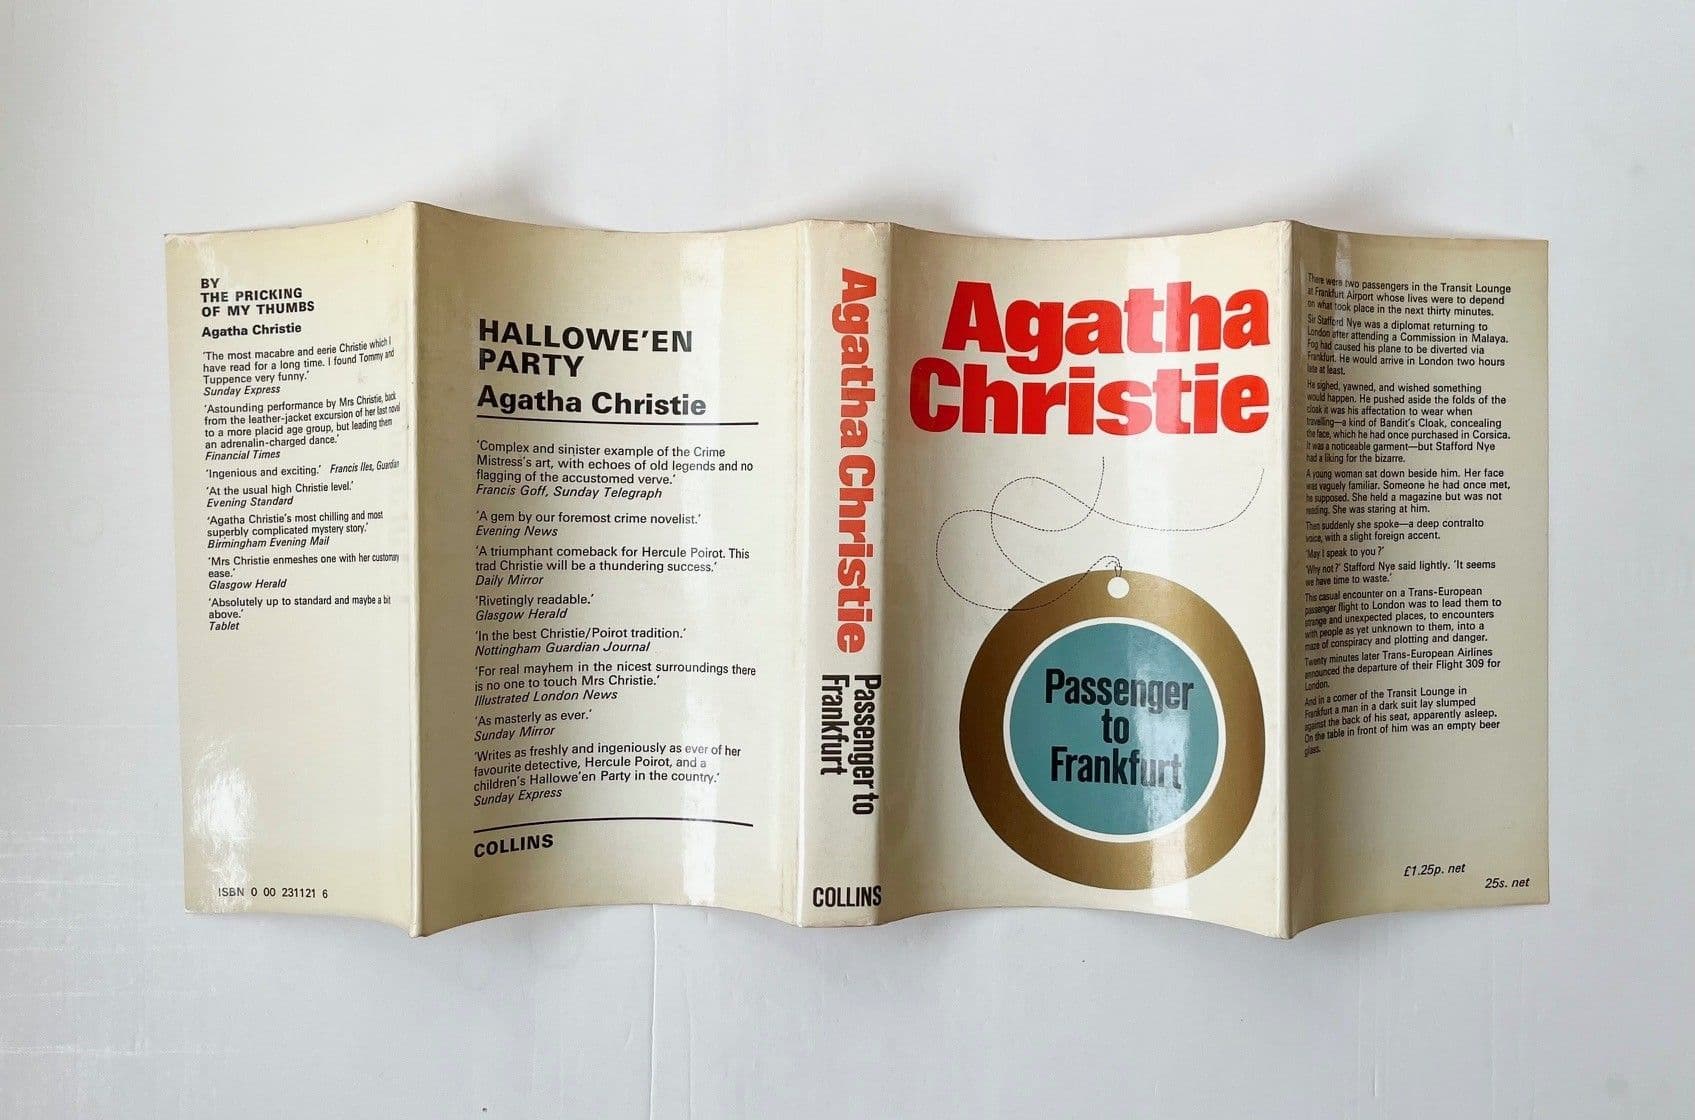 BY
THE PRICKING
OF MY THUMBS
Agatha Christie
'The most macabre and eerie Christie which I
have read for a long time. I found Tommy and
Tuppence very funny.'
Sunday Express
'Astounding performance by Mrs Christie, back
from the leather-jacket excursion of her last novel
to a more placid age group, but leading them
an adrenalin-charged dance.'
Financial Times
'Ingenious and exciting.' Francis Iles, Guardian
'At the usual high Christie level.'
Evening Standard
'Agatha Christie's most chilling and most
superbly complicated mystery story.'
Birmingham Evening Mail
'Mrs Christie enmeshes one with her customary
ease.'
Glasgow Herald
'Absolutely up to standard and maybe a bit
above.'
Tablet
ISBN 0 00 231121 6
HALLOWE'EN
PARTY
Agatha Christie
'Complex and sinister example of the Crime
Mistress's art, with echoes of old legends and no
flagging of the accustomed verve.'
Francis Goff, Sunday Telegraph
'A gem by our foremost crime novelist.'
Evening News
'A triumphant comeback for Hercule Poirot. This
trad Christie will be a thundering success.'
Daily Mirror
'Rivetingly readable.'
Glasgow Herald
'In the best Christie/Poirot tradition.'
Nottingham Guardian Journal
'For real mayhem in the nicest surroundings there
is no one to touch Mrs Christie.'
Illustrated London News
'As masterly as ever.'
Sunday Mirror
'Writes as freshly and ingeniously as ever of her
favourite detective, Hercule Poirot, and a
children's Hallowe'en Party in the country.'
Sunday Express
COLLINS
Agatha Christie
Passenger to
Frankfurt
COLLINS
Agatha
Christie
Passenger
to
Frankfurt
There were two passengers in the Transit Lounge
at Frankfurt Airport whose lives were to depend
on what took place in the next thirty minutes.
Sir Stafford Nye was a diplomat returning to
London after attending a Commission in Malaya.
Fog had caused his plane to be diverted via
Frankfurt. He would arrive in London two hours
late at least.
He sighed, yawned, and wished something
would happen. He pushed aside the folds of the
cloak it was his affectation to wear when
travelling—a kind of Bandit's Cloak, concealing
the face, which he had once purchased in Corsica.
It was a noticeable garment—but Stafford Nye
had a liking for the bizarre.
A young woman sat down beside him. Her face
was vaguely familiar. Someone he had once met,
he supposed. She held a magazine but was not
reading. She was staring at him.
Then suddenly she spoke—a deep contralto
voice, with a slight foreign accent.
'May I speak to you?'
'Why not?' Stafford Nye said lightly. 'It seems
we have time to waste.'
This casual encounter on a Trans-European
passenger flight to London was to lead them to
strange and unexpected places, to encounters
with people as yet unknown to them, into a
maze of conspiracy and plotting and danger.
Twenty minutes later Trans-European Airlines
announced the departure of their Flight 309 for
London.
And in a corner of the Transit Lounge in
Frankfurt a man in a dark suit lay slumped
against the back of his seat, apparently asleep.
On the table in front of him was an empty beer
glass.
£1.25p. net
25s. net